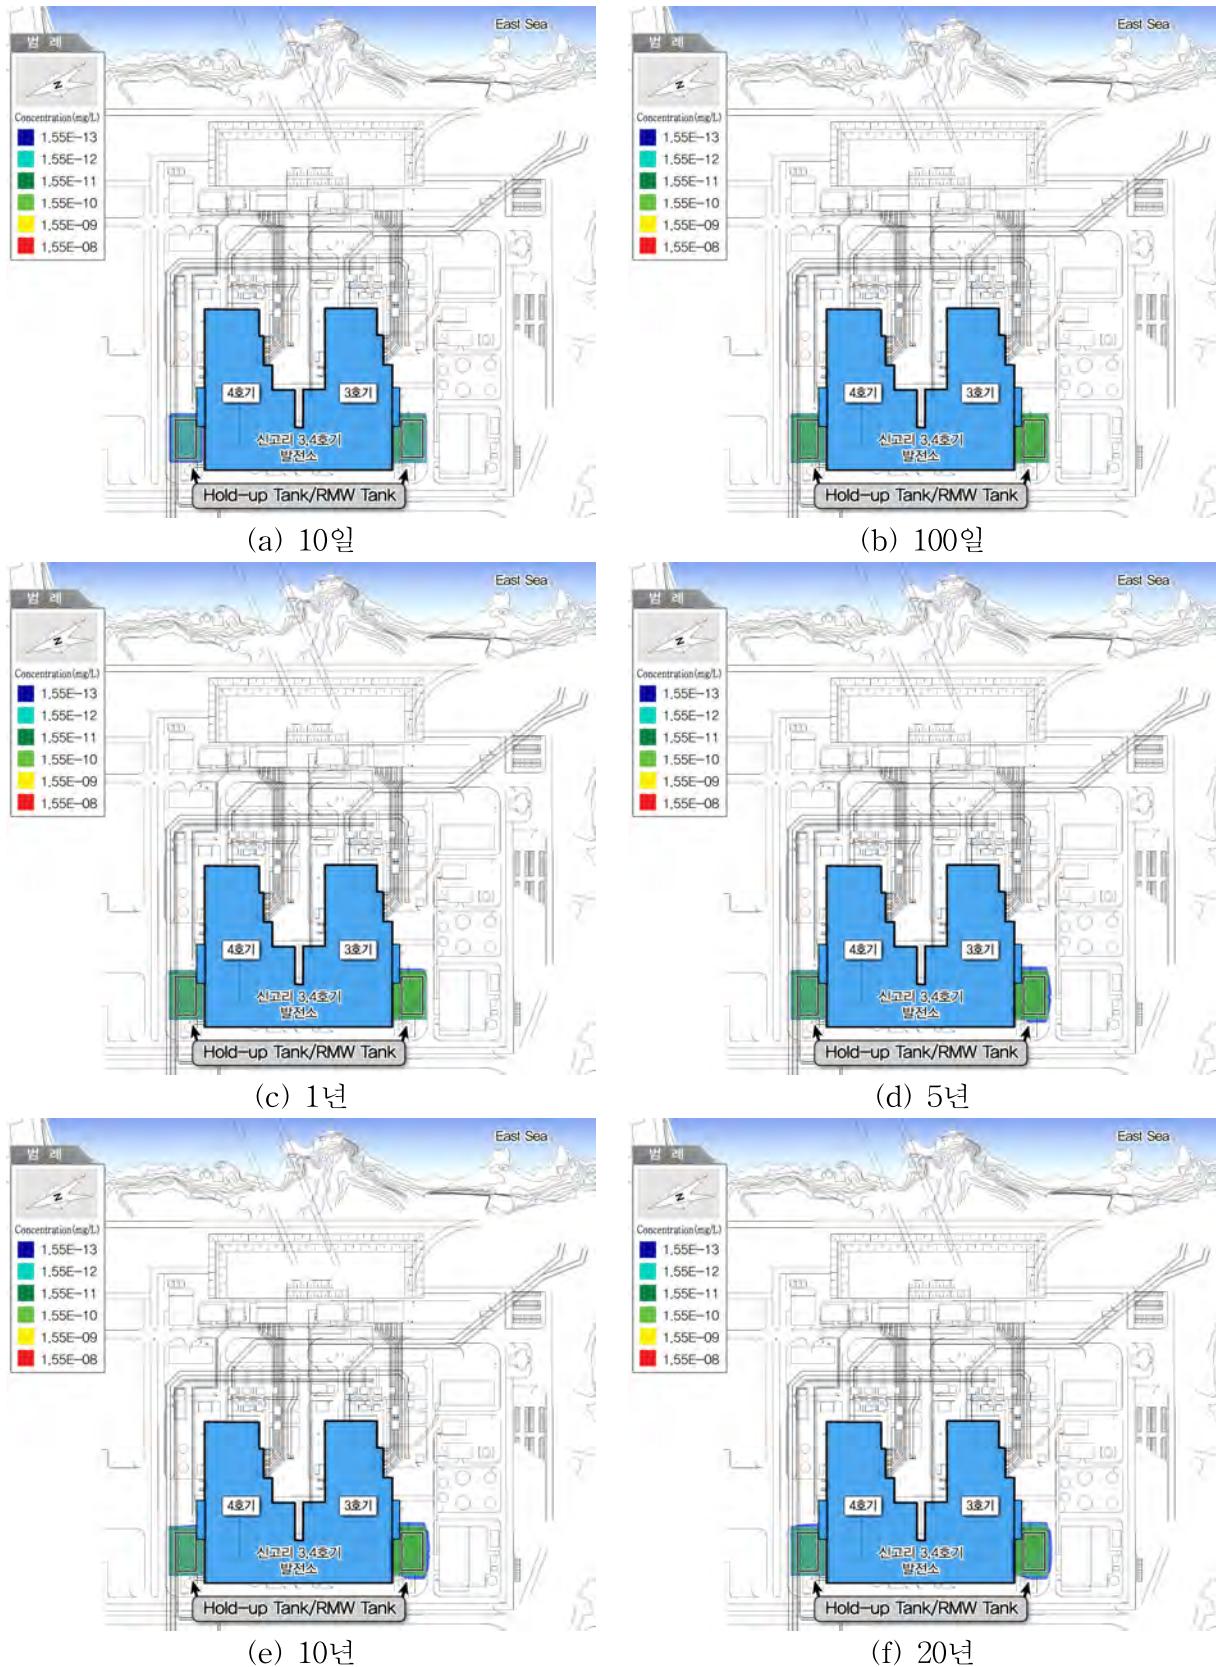 East Sea
범 례
N
Concentration(mg/L)
1.55E-13
1.55E-12
1.55E-11
1.55E-10
1.55E-09
1.55E-08
4호기
3호기
신고리 3,4호기
발전소
Hold-up Tank/RMW Tank
(a) 10일
East Sea
범 례
N
Concentration(mg/L)
1.55E-13
1.55E-12
1.55E-11
1.55E-10
1.55E-09
1.55E-08
4호기
3호기
신고리 3,4호기
발전소
Hold-up Tank/RMW Tank
(b) 100일
East Sea
범 례
N
Concentration(mg/L)
1.55E-13
1.55E-12
1.55E-11
1.55E-10
1.55E-09
1.55E-08
4호기
3호기
신고리 3,4호기
발전소
Hold-up Tank/RMW Tank
(c) 1년
East Sea
범 례
N
Concentration(mg/L)
1.55E-13
1.55E-12
1.55E-11
1.55E-10
1.55E-09
1.55E-08
4호기
3호기
신고리 3,4호기
발전소
Hold-up Tank/RMW Tank
(d) 5년
East Sea
범 례
N
Concentration(mg/L)
1.55E-13
1.55E-12
1.55E-11
1.55E-10
1.55E-09
1.55E-08
4호기
3호기
신고리 3,4호기
발전소
Hold-up Tank/RMW Tank
(e) 10년
East Sea
범 례
N
Concentration(mg/L)
1.55E-13
1.55E-12
1.55E-11
1.55E-10
1.55E-09
1.55E-08
4호기
3호기
신고리 3,4호기
발전소
Hold-up Tank/RMW Tank
(f) 20년